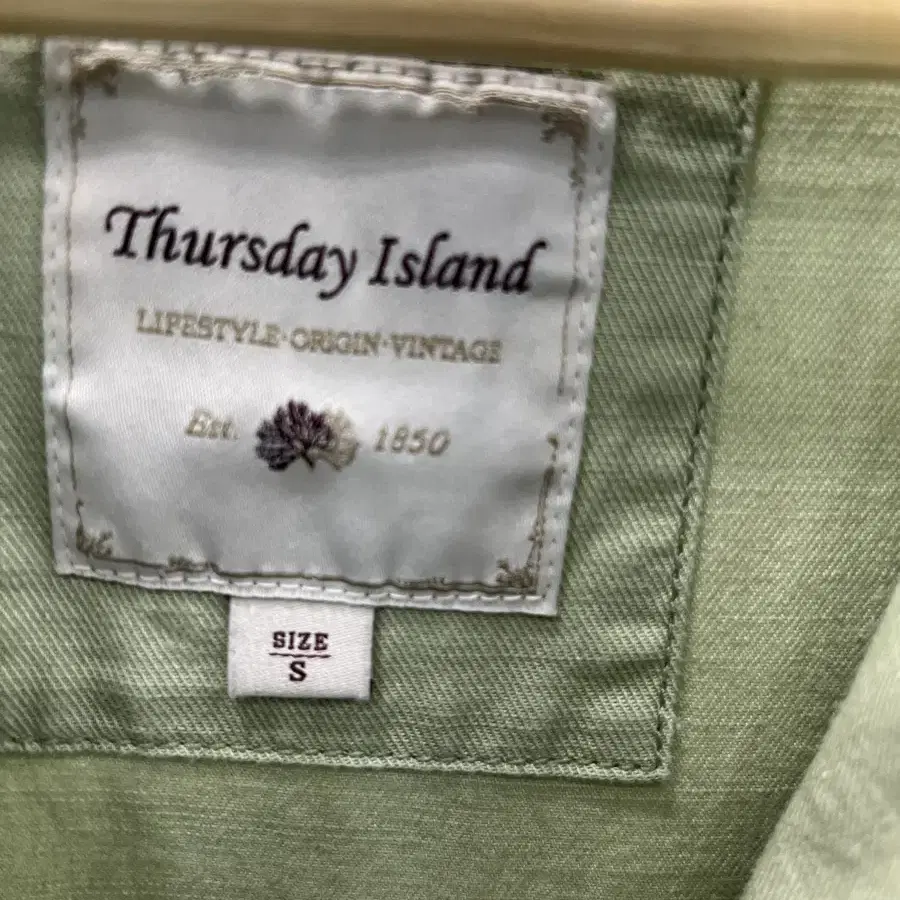 Thursday Island
LIFESTYLE·ORIGIN·VINTAGE
Est. 1850
SIZE
S